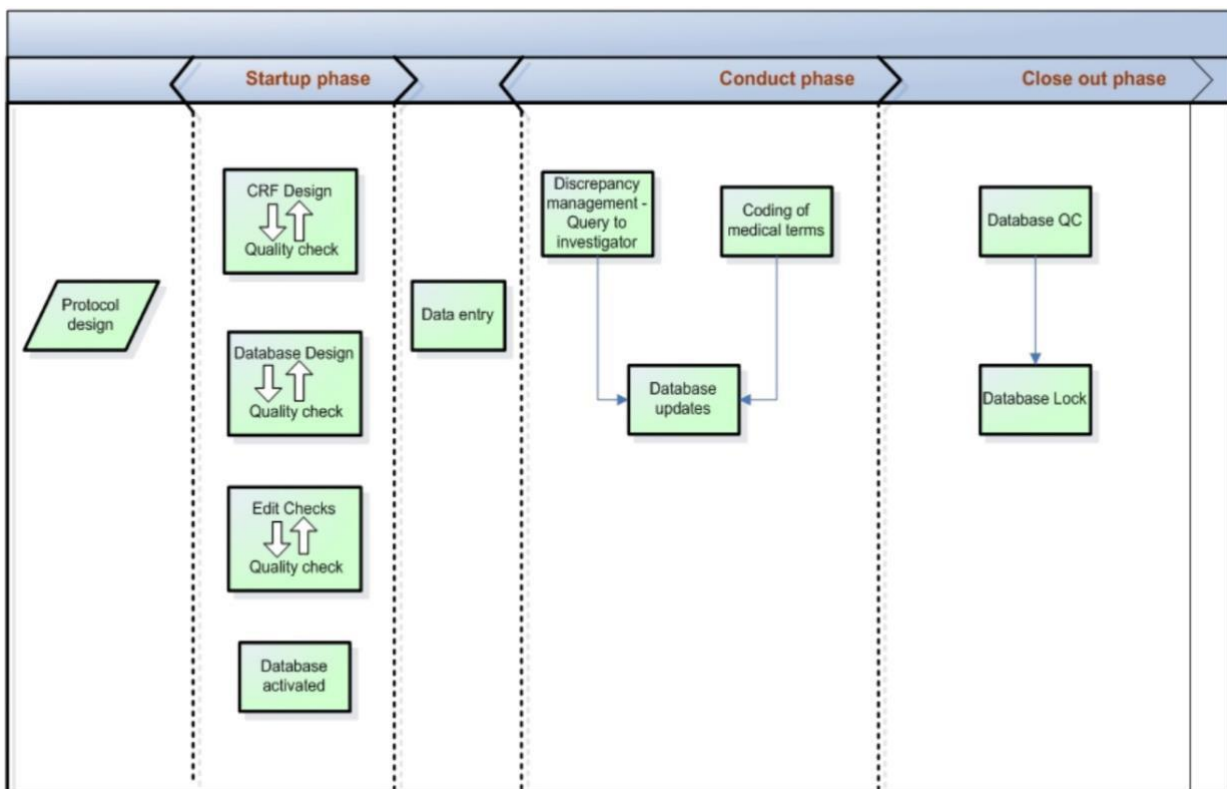 Startup phase
Conduct phase
Close out phase
Protocol
design
CRF Design
Quality check
Database Design
Quality check
Edit Checks
Quality check
Database
activated
Data entry
Discrepancy
management -
Query to
investigator
Coding of
medical terms
Database
updates
Database QC
Database Lock